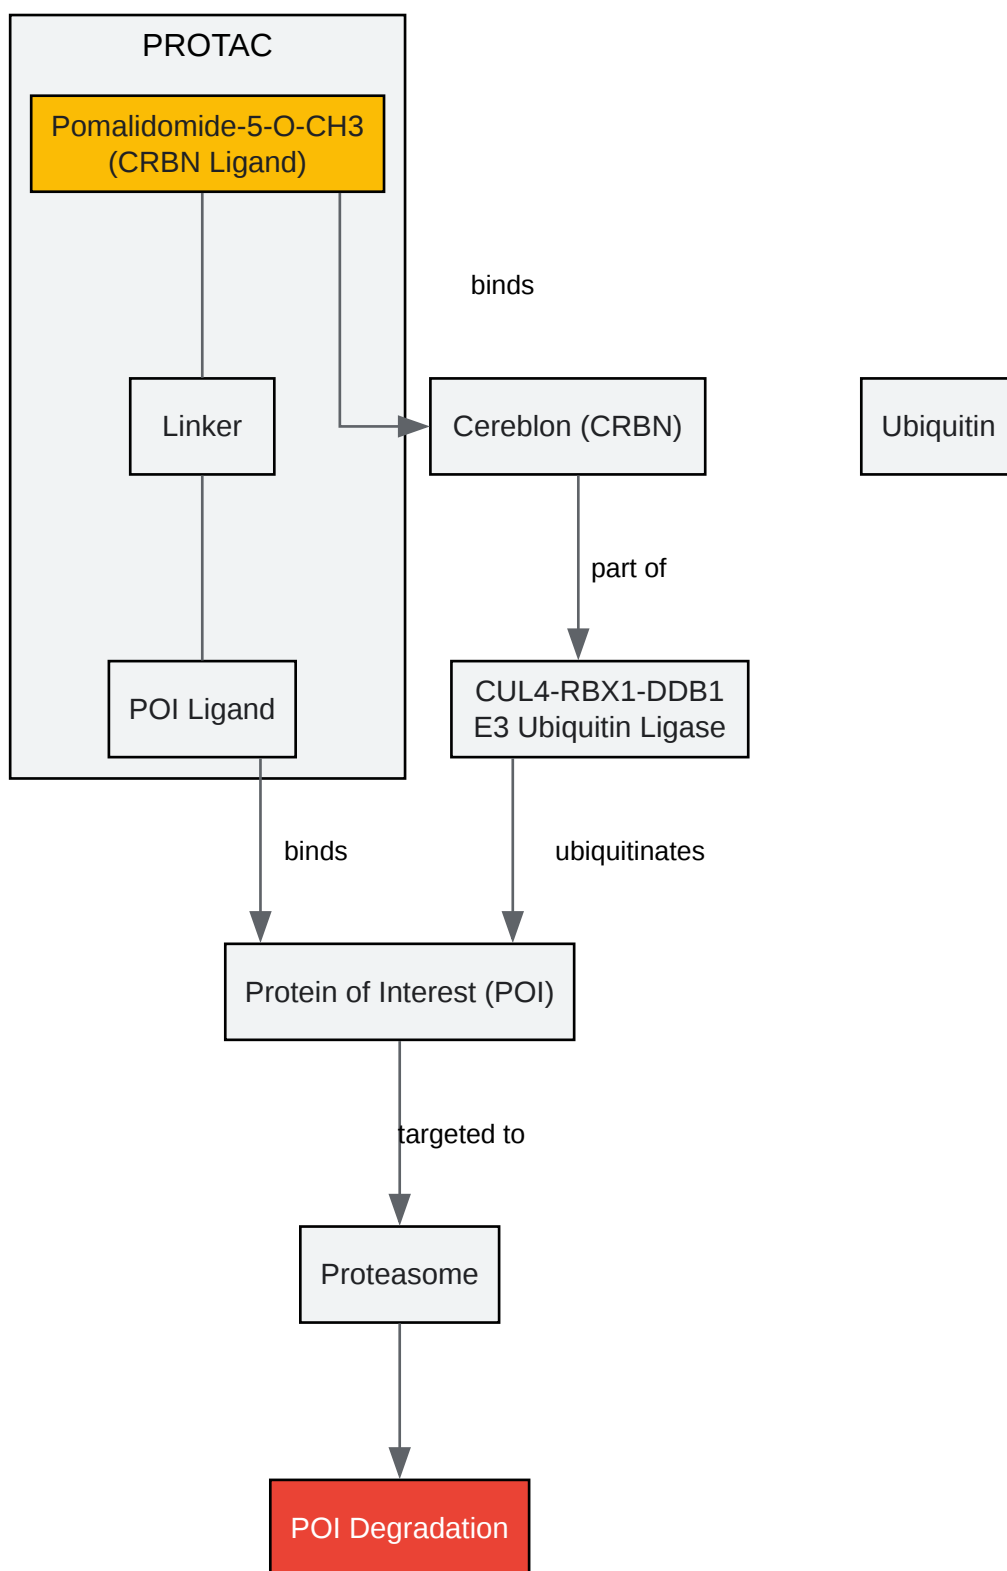 PROTAC
Pomalidomide-5-O-CH3
(CRBN Ligand)
binds
Linker
Cereblon (CRBN)
Ubiquitin
part of
POI Ligand
CUL4-RBX1-DDB1
E3 Ubiquitin Ligase
binds
ubiquitinates
Protein of Interest (POI)
targeted to
Proteasome
POI Degradation